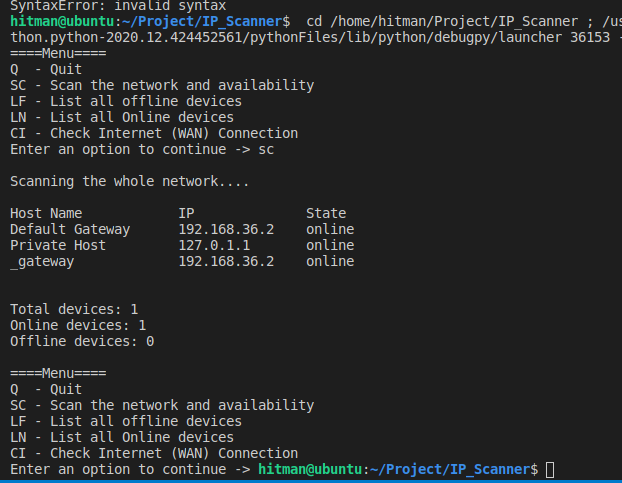 SyntaxError: invalid syntax
hitman@ubuntu:~/Project/IP_Scanner$  cd /home/hitman/Project/IP_Scanner ; /us
thon.python-2020.12.424452561/pythonFiles/lib/python/debugpy/launcher 36153 -
====Menu====
Q  - Quit
SC - Scan the network and availability
LF - List all offline devices
LN - List all Online devices
CI - Check Internet (WAN) Connection
Enter an option to continue -> sc
Scanning the whole network....
Host Name            IP              State
Default Gateway      192.168.36.2    online
Private Host         127.0.1.1       online
_gateway             192.168.36.2    online
Total devices: 1
Online devices: 1
Offline devices: 0
====Menu====
Q  - Quit
SC - Scan the network and availability
LF - List all offline devices
LN - List all Online devices
CI - Check Internet (WAN) Connection
Enter an option to continue -> hitman@ubuntu:~/Project/IP_Scanner$